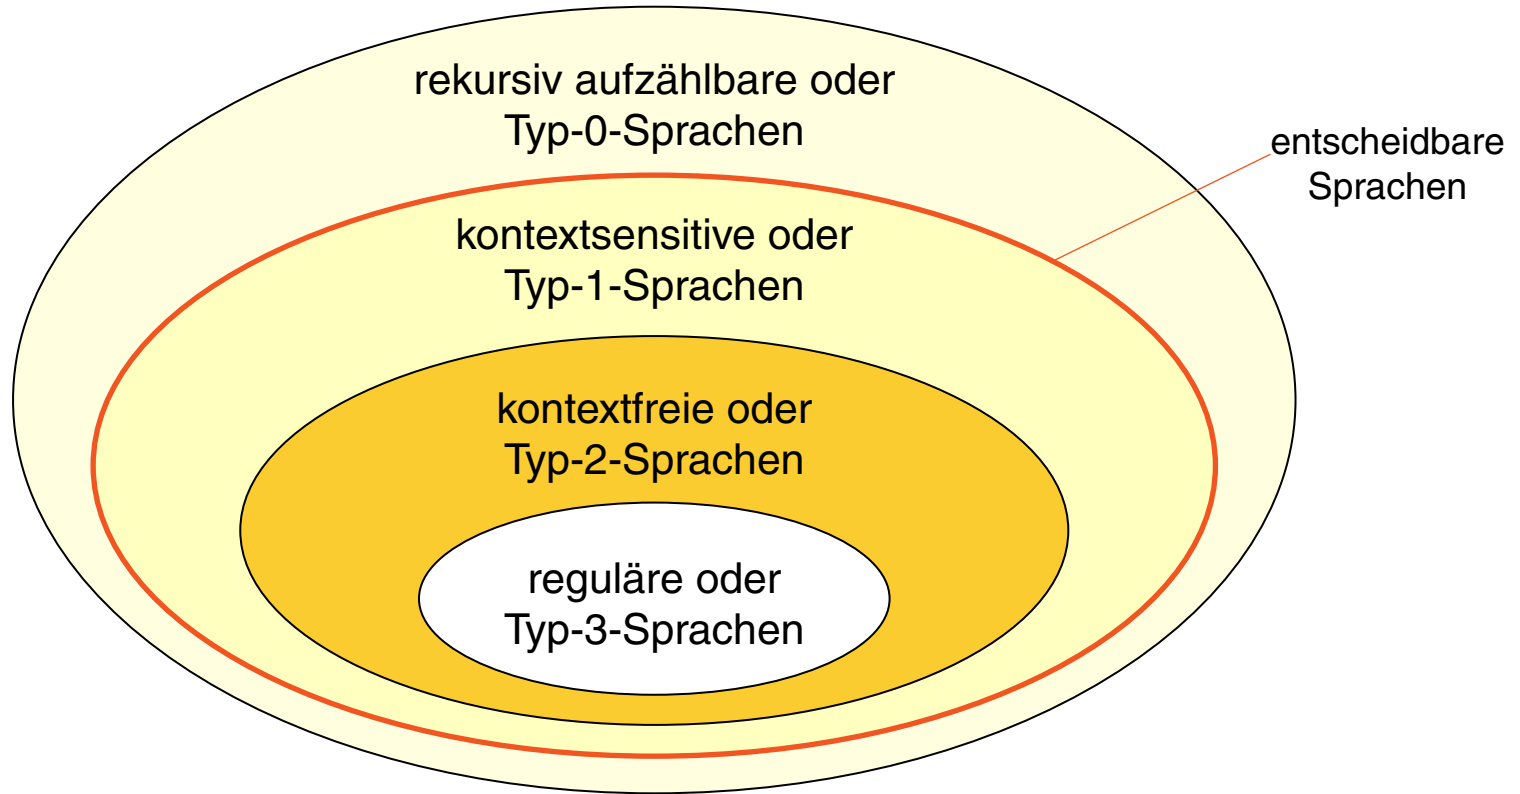 rekursiv aufzählbare oder
Typ-0-Sprachen
entscheidbare
Sprachen
kontextsensitive oder
Typ-1-Sprachen
kontextfreie oder
Typ-2-Sprachen
reguläre oder
Typ-3-Sprachen